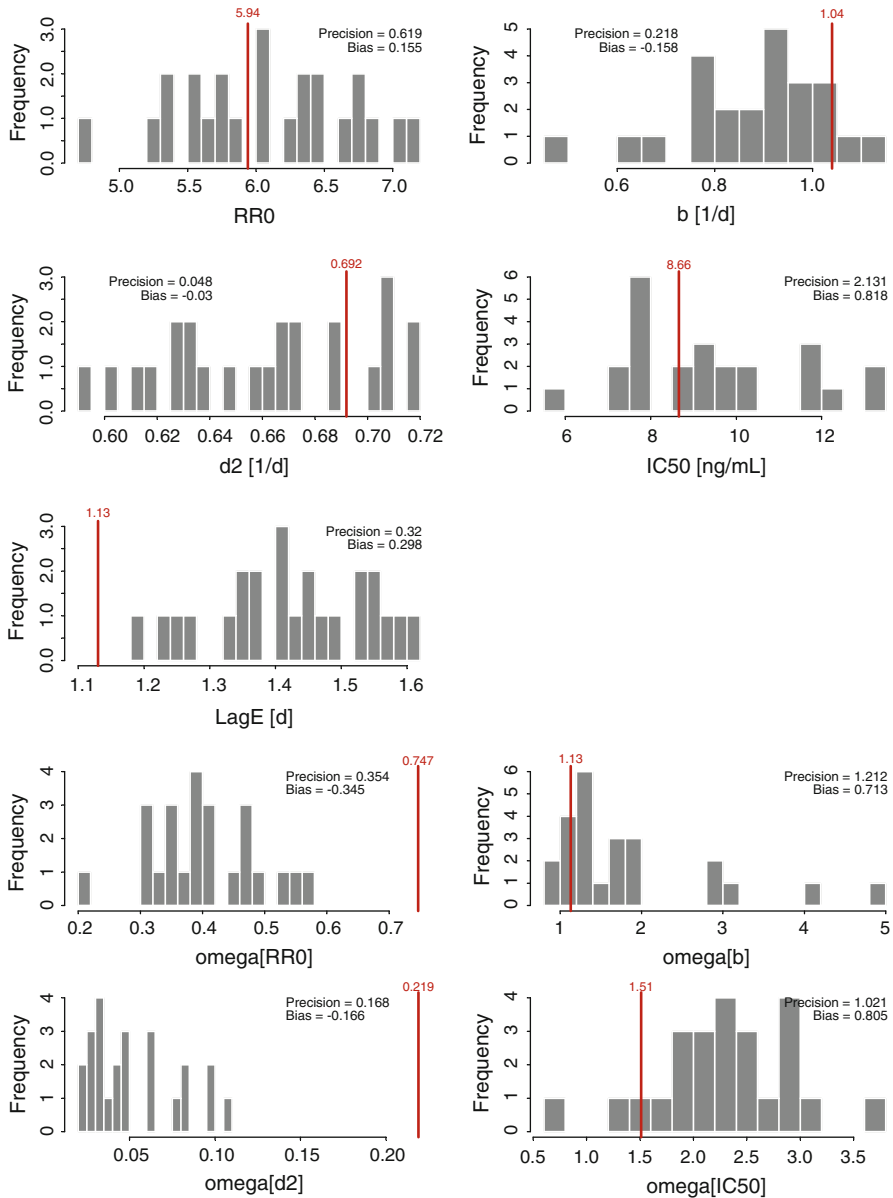 5.94
Precision = 0.619
Bias = 0.155
Frequency
0.0 1.0 2.0 3.0
5.0 5.5 6.0 6.5 7.0
RR0
1.04
Precision = 0.218
Bias = -0.158
Frequency
0 1 2 3 4 5
0.6 0.8 1.0
b [1/d]
0.692
Precision = 0.048
Bias = -0.03
Frequency
0.0 1.0 2.0 3.0
0.60 0.62 0.64 0.66 0.68 0.70 0.72
d2 [1/d]
8.66
Precision = 2.131
Bias = 0.818
Frequency
0 1 2 3 4 5 6
6 8 10 12
IC50 [ng/mL]
1.13
Precision = 0.32
Bias = 0.298
Frequency
0.0 1.0 2.0 3.0
1.1 1.2 1.3 1.4 1.5 1.6
LagE [d]
0.747
Precision = 0.354
Bias = -0.345
Frequency
0 1 2 3 4
0.2 0.3 0.4 0.5 0.6 0.7
omega[RR0]
1.13
Precision = 1.212
Bias = 0.713
Frequency
0 1 2 3 4 5 6
1 2 3 4 5
omega[b]
0.219
Precision = 0.168
Bias = -0.166
Frequency
0 1 2 3 4
0.05 0.10 0.15 0.20
omega[d2]
1.51
Precision = 1.021
Bias = 0.805
Frequency
0 1 2 3 4
0.5 1.0 1.5 2.0 2.5 3.0 3.5
omega[IC50]